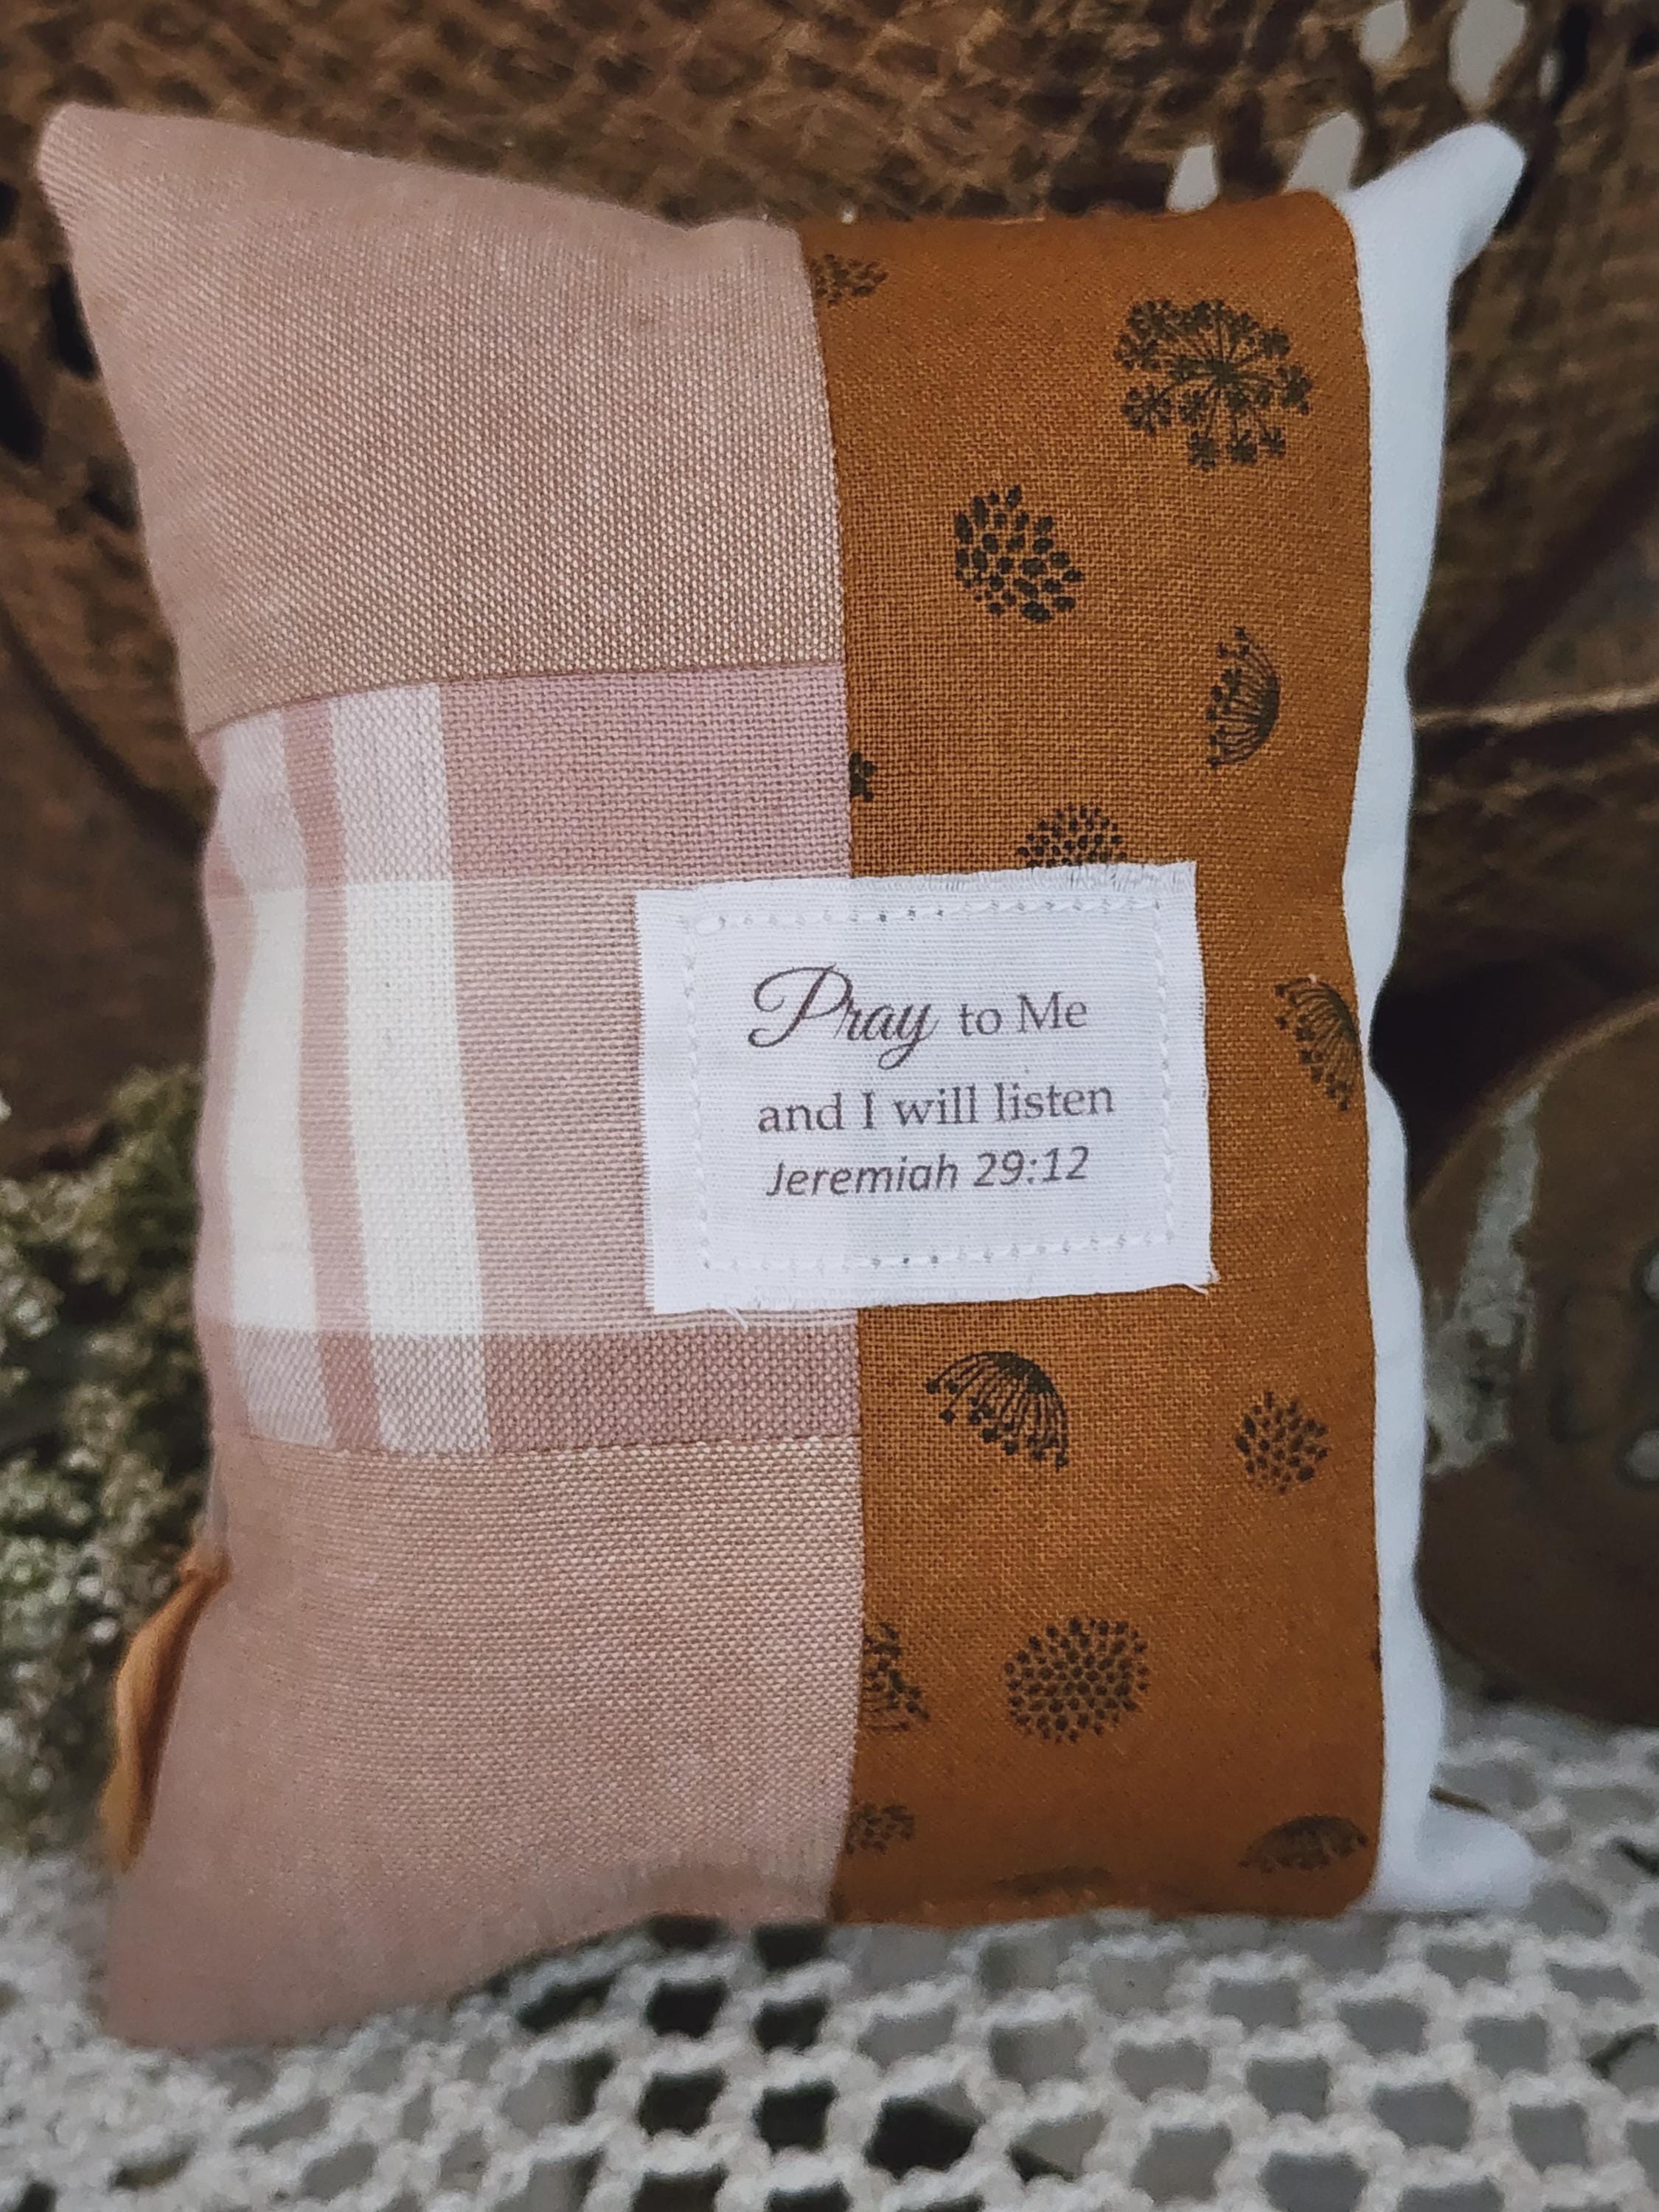 Pray to Me
and I will listen
Jeremiah 29:12